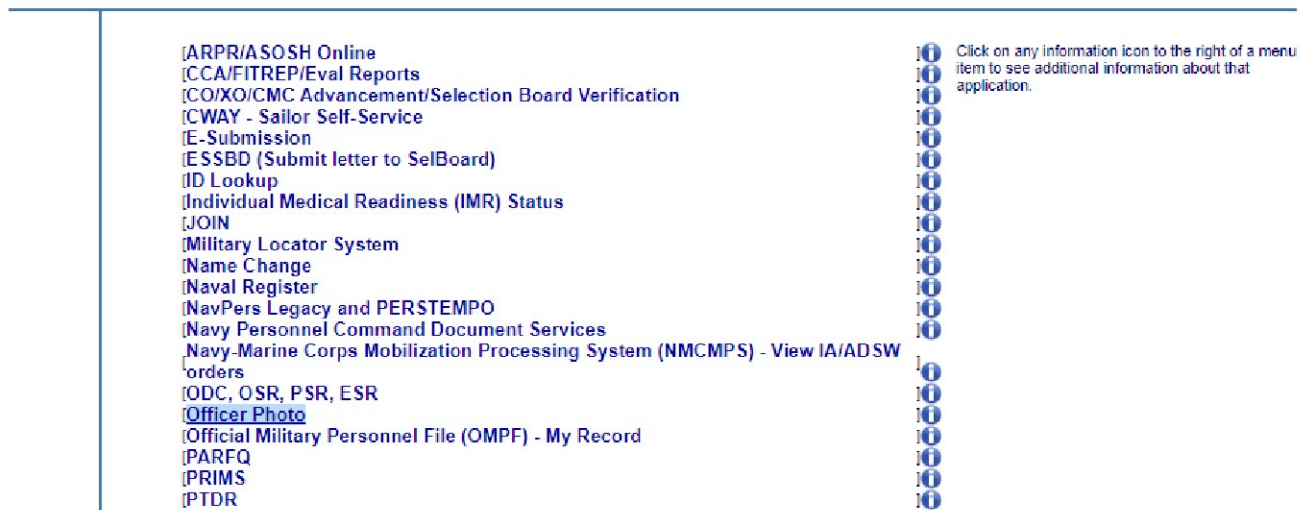 [ARPR/ASOSH Online ]
[CCA/FITREP/Eval Reports ]
[CO/XO/CMC Advancement/Selection Board Verification ]
[CWAY - Sailor Self-Service ]
[E-Submission ]
[ESSBD (Submit letter to SelBoard) ]
[ID Lookup ]
[Individual Medical Readiness (IMR) Status ]
[JOIN ]
[Military Locator System ]
[Name Change ]
[Naval Register ]
[NavPers Legacy and PERSTEMPO ]
[Navy Personnel Command Document Services ]
[Navy-Marine Corps Mobilization Processing System (NMCMPS) - View IA/ADSW
orders ]
[ODC, OSR, PSR, ESR ]
[Officer Photo ]
[Official Military Personnel File (OMPF) - My Record ]
[PARFQ ]
[PRIMS ]
[PTDR ]
Click on any information icon to the right of a menu
item to see additional information about that
application.